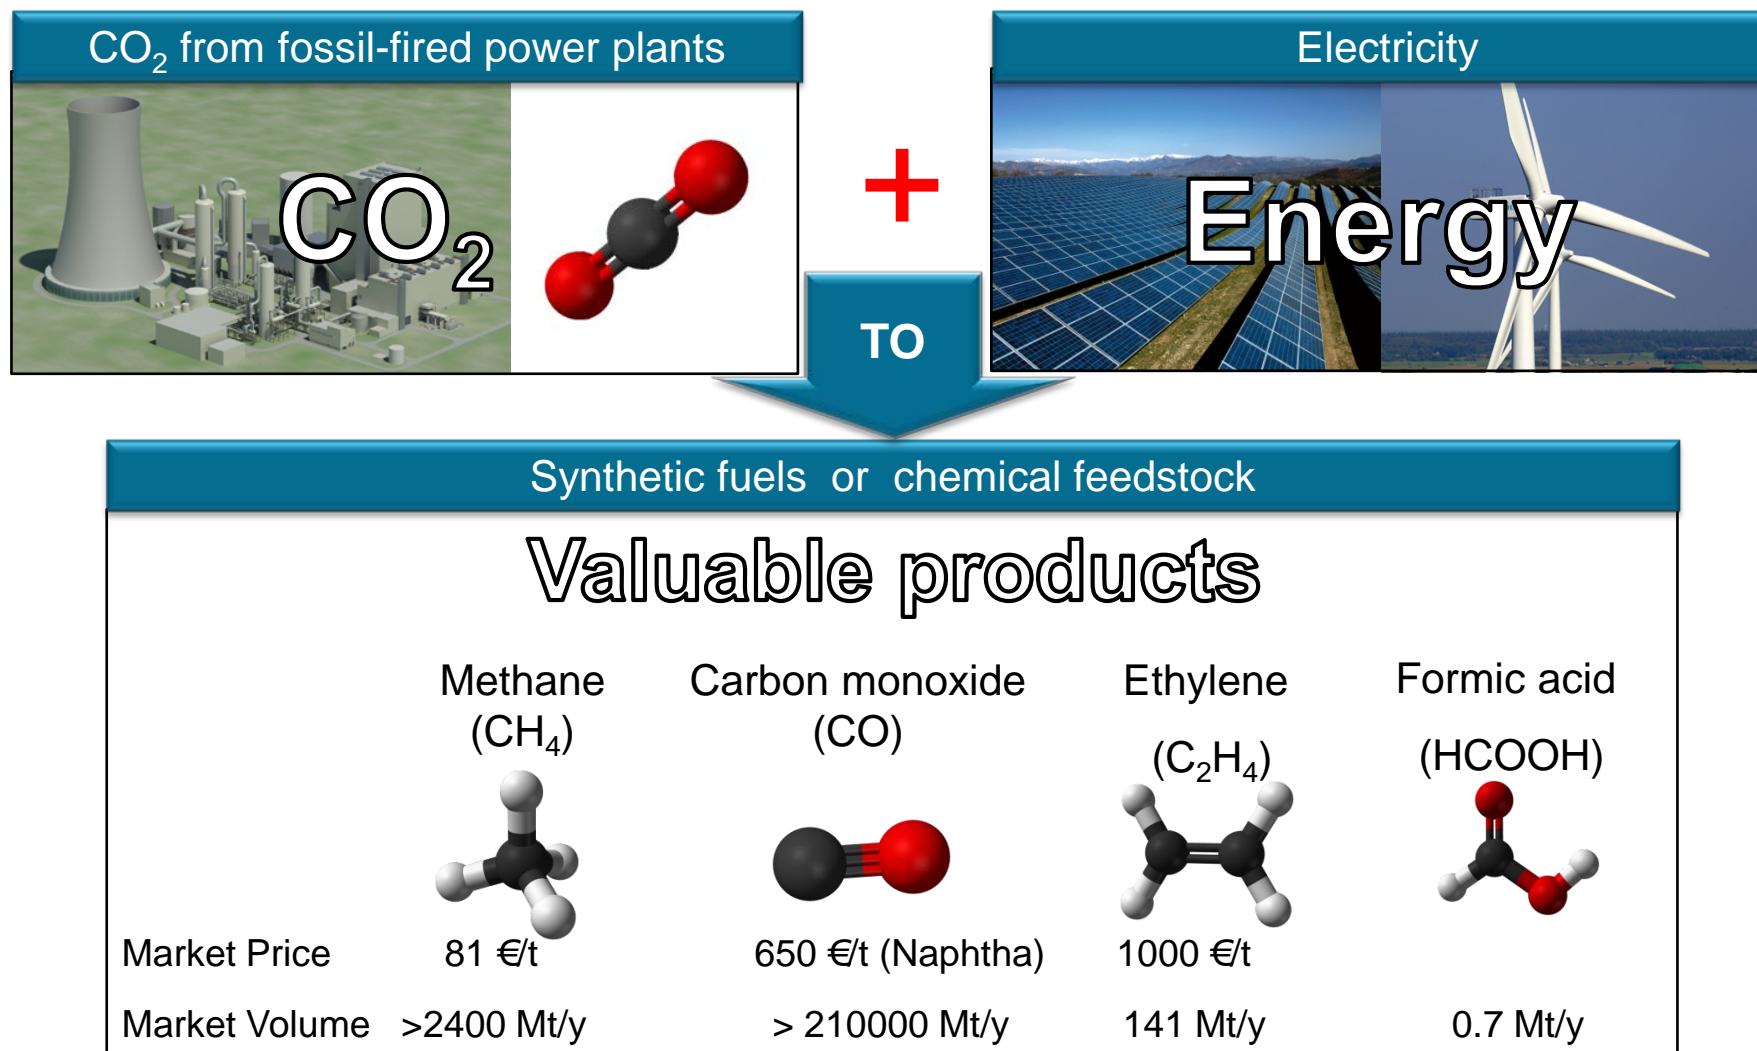 CO₂ from fossil-fired power plants
Electricity
CO₂
+
Energy
TO
Synthetic fuels or chemical feedstock
Valuable products
Methane Carbon monoxide Ethylene Formic acid
(CH₄) (CO) (C₂H₄) (HCOOH)
Market Price 81 €/t 650 €/t (Naphtha) 1000 €/t
Market Volume >2400 Mt/y > 210000 Mt/y 141 Mt/y 0.7 Mt/y